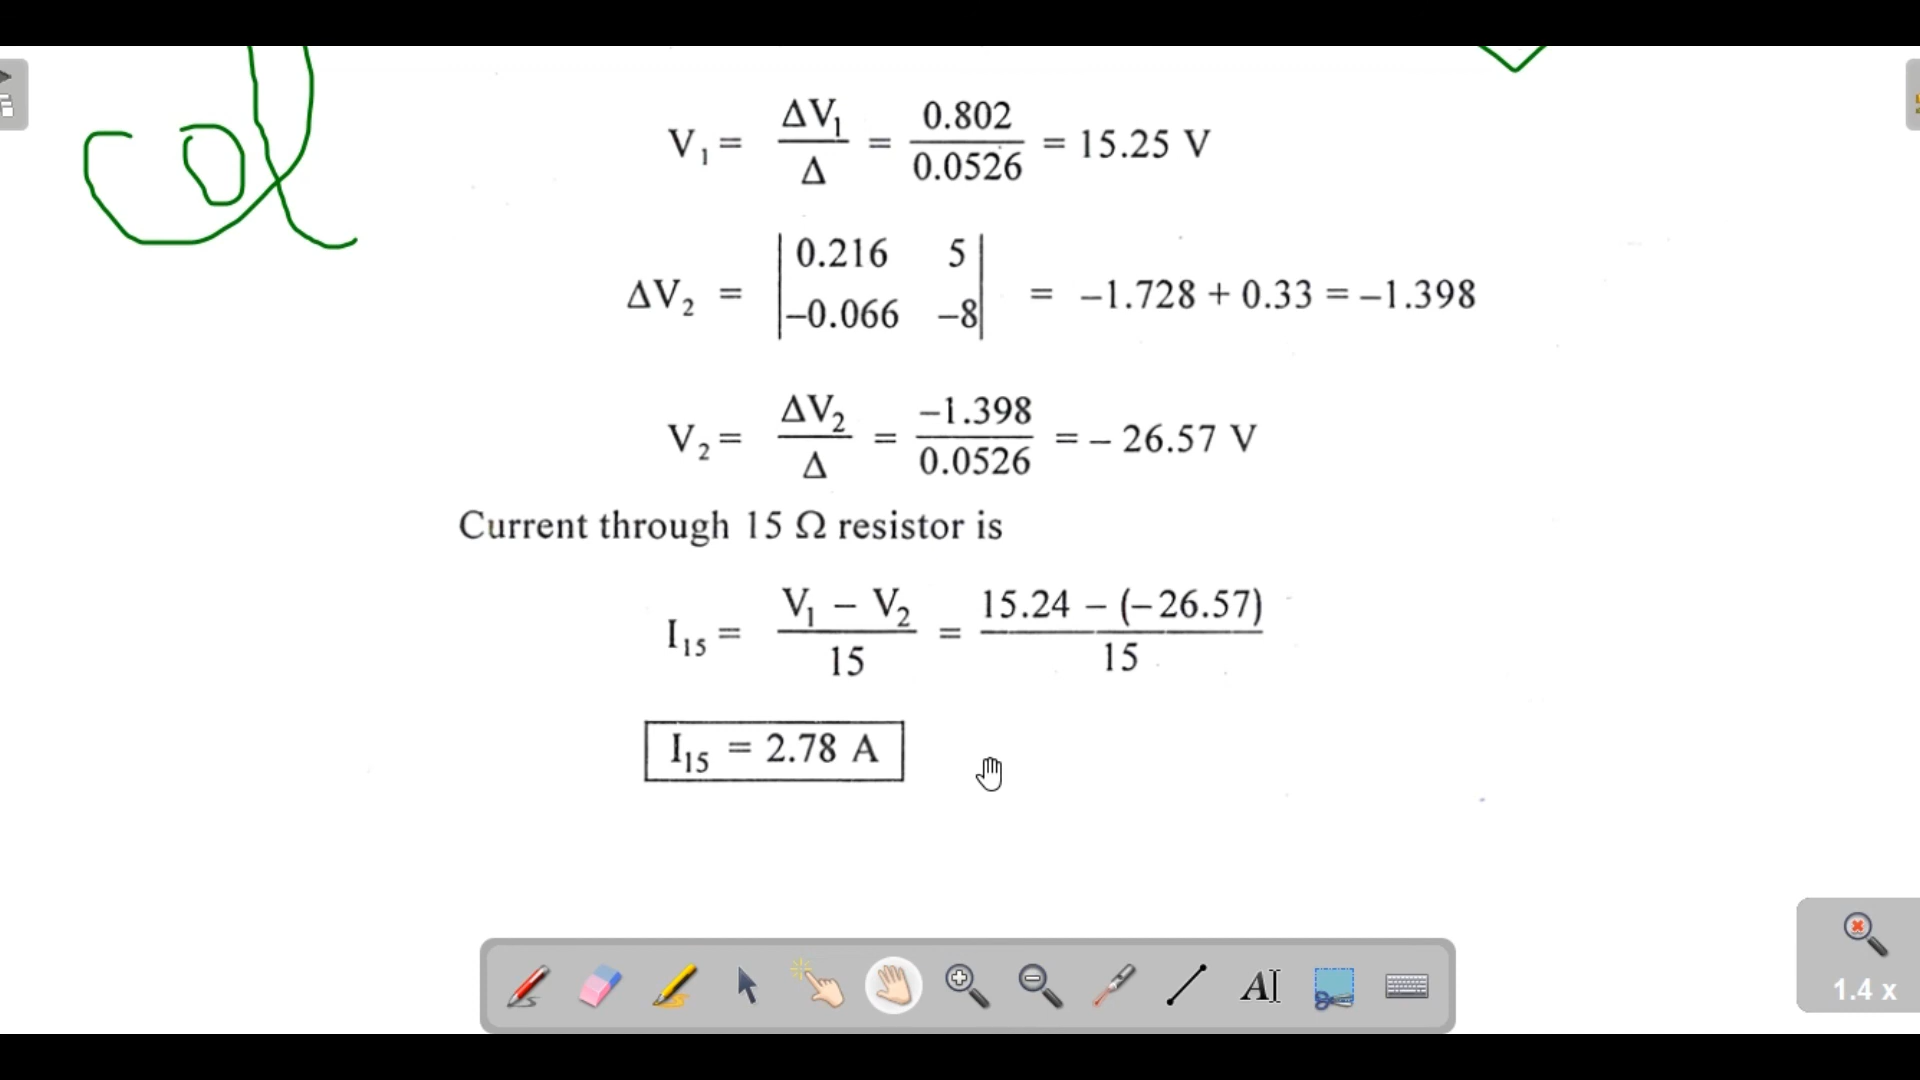 V₁ = ΔV₁/Δ = 0.802/0.0526 = 15.25 V
ΔV₂ = |0.216 5| = −1.728 + 0.33 = −1.398
|−0.066 −8|
V₂ = ΔV₂/Δ = −1.398/0.0526 = − 26.57 V
Current through 15 Ω resistor is
I₁₅ = V₁ − V₂/15 = 15.24 − (−26.57)/15
I₁₅ = 2.78 A
AI
1.4 x